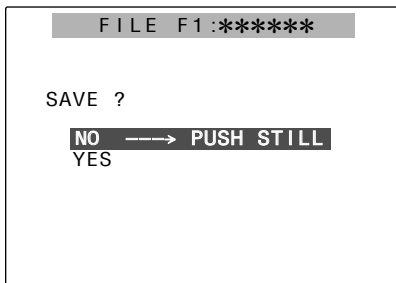 FILE F1:******
SAVE ?
NO ---→ PUSH STILL
YES